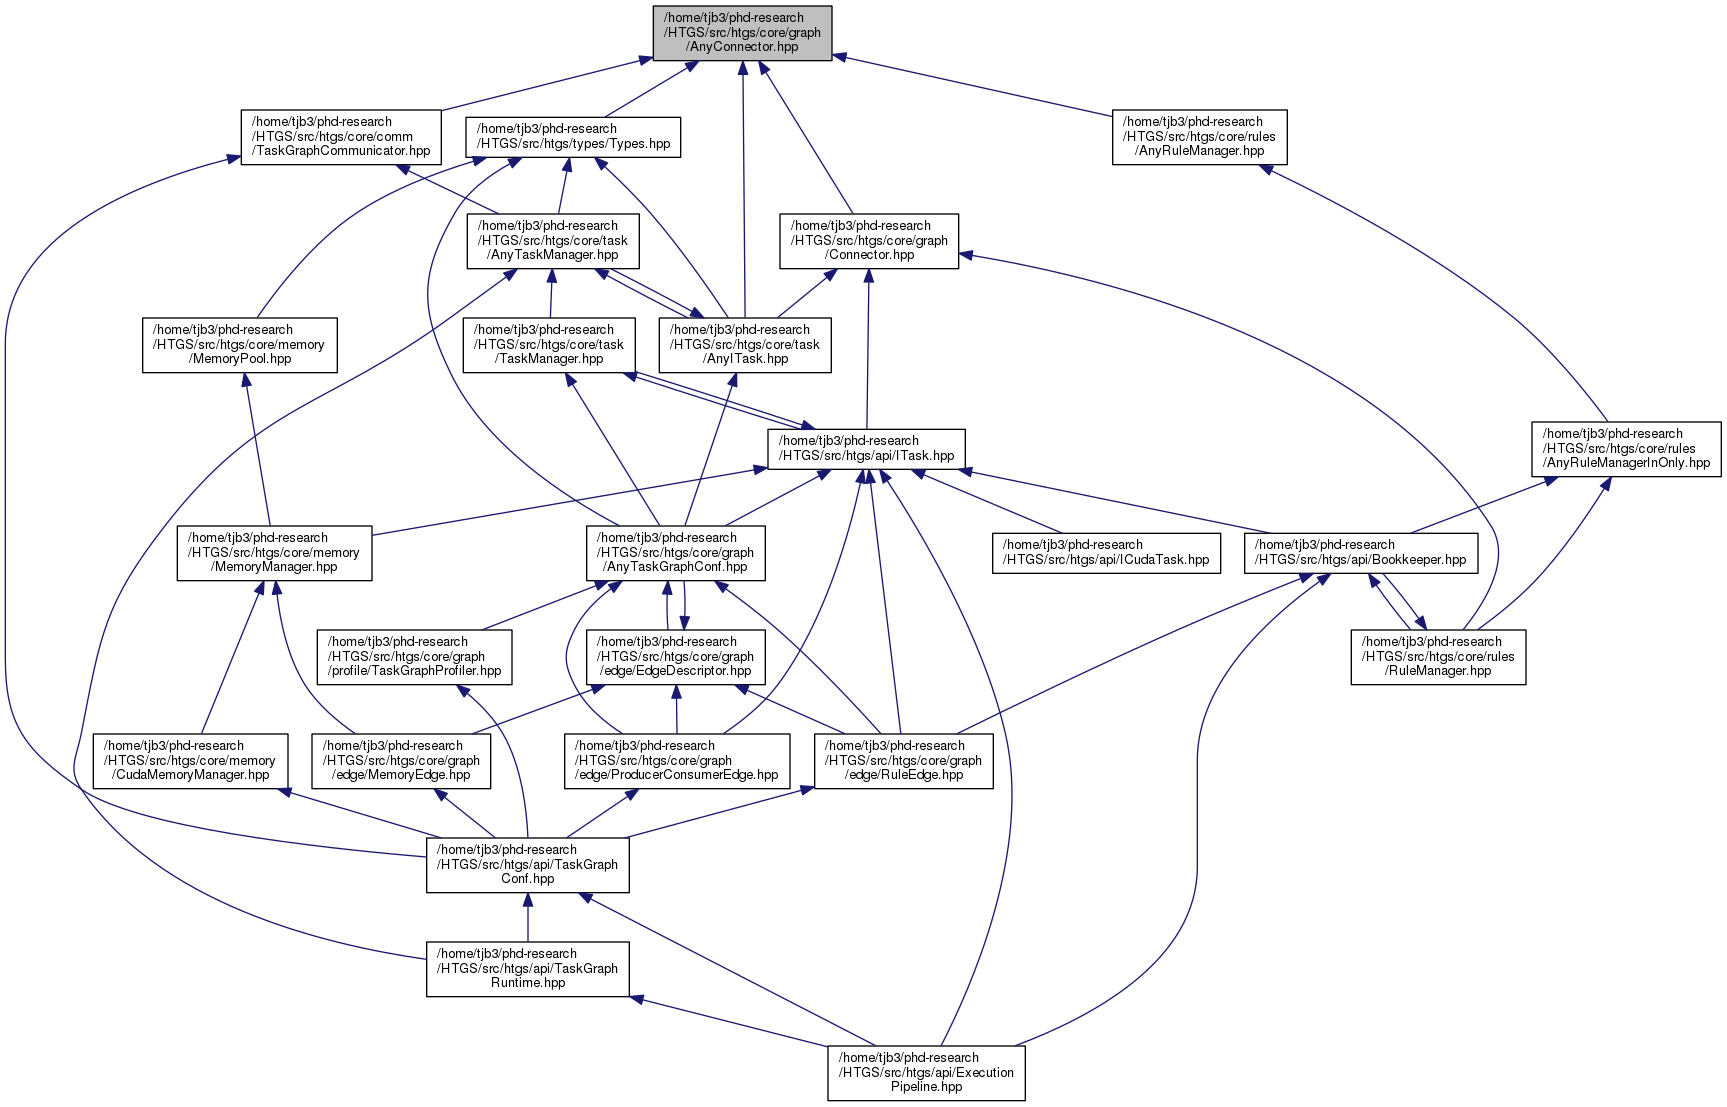 /home/tjb3/phd-research
/HTGS/src/htgs/core/graph
/AnyConnector.hpp
/home/tjb3/phd-research
/HTGS/src/htgs/core/comm
/TaskGraphCommunicator.hpp
/home/tjb3/phd-research
/HTGS/src/htgs/types/Types.hpp
/home/tjb3/phd-research
/HTGS/src/htgs/core/rules
/AnyRuleManager.hpp
/home/tjb3/phd-research
/HTGS/src/htgs/core/task
/AnyTaskManager.hpp
/home/tjb3/phd-research
/HTGS/src/htgs/core/graph
/Connector.hpp
/home/tjb3/phd-research
/HTGS/src/htgs/core/memory
/MemoryPool.hpp
/home/tjb3/phd-research
/HTGS/src/htgs/core/task
/TaskManager.hpp
/home/tjb3/phd-research
/HTGS/src/htgs/core/task
/AnyITask.hpp
/home/tjb3/phd-research
/HTGS/src/htgs/api/ITask.hpp
/home/tjb3/phd-research
/HTGS/src/htgs/core/rules
/AnyRuleManagerInOnly.hpp
/home/tjb3/phd-research
/HTGS/src/htgs/core/memory
/MemoryManager.hpp
/home/tjb3/phd-research
/HTGS/src/htgs/core/graph
/AnyTaskGraphConf.hpp
/home/tjb3/phd-research
/HTGS/src/htgs/api/ICudaTask.hpp
/home/tjb3/phd-research
/HTGS/src/htgs/api/Bookkeeper.hpp
/home/tjb3/phd-research
/HTGS/src/htgs/core/graph
/profile/TaskGraphProfiler.hpp
/home/tjb3/phd-research
/HTGS/src/htgs/core/graph
/edge/EdgeDescriptor.hpp
/home/tjb3/phd-research
/HTGS/src/htgs/core/rules
/RuleManager.hpp
/home/tjb3/phd-research
/HTGS/src/htgs/core/memory
/CudaMemoryManager.hpp
/home/tjb3/phd-research
/HTGS/src/htgs/core/graph
/edge/MemoryEdge.hpp
/home/tjb3/phd-research
/HTGS/src/htgs/core/graph
/edge/ProducerConsumerEdge.hpp
/home/tjb3/phd-research
/HTGS/src/htgs/core/graph
/edge/RuleEdge.hpp
/home/tjb3/phd-research
/HTGS/src/htgs/api/TaskGraph
Conf.hpp
/home/tjb3/phd-research
/HTGS/src/htgs/api/TaskGraph
Runtime.hpp
/home/tjb3/phd-research
/HTGS/src/htgs/api/Execution
Pipeline.hpp